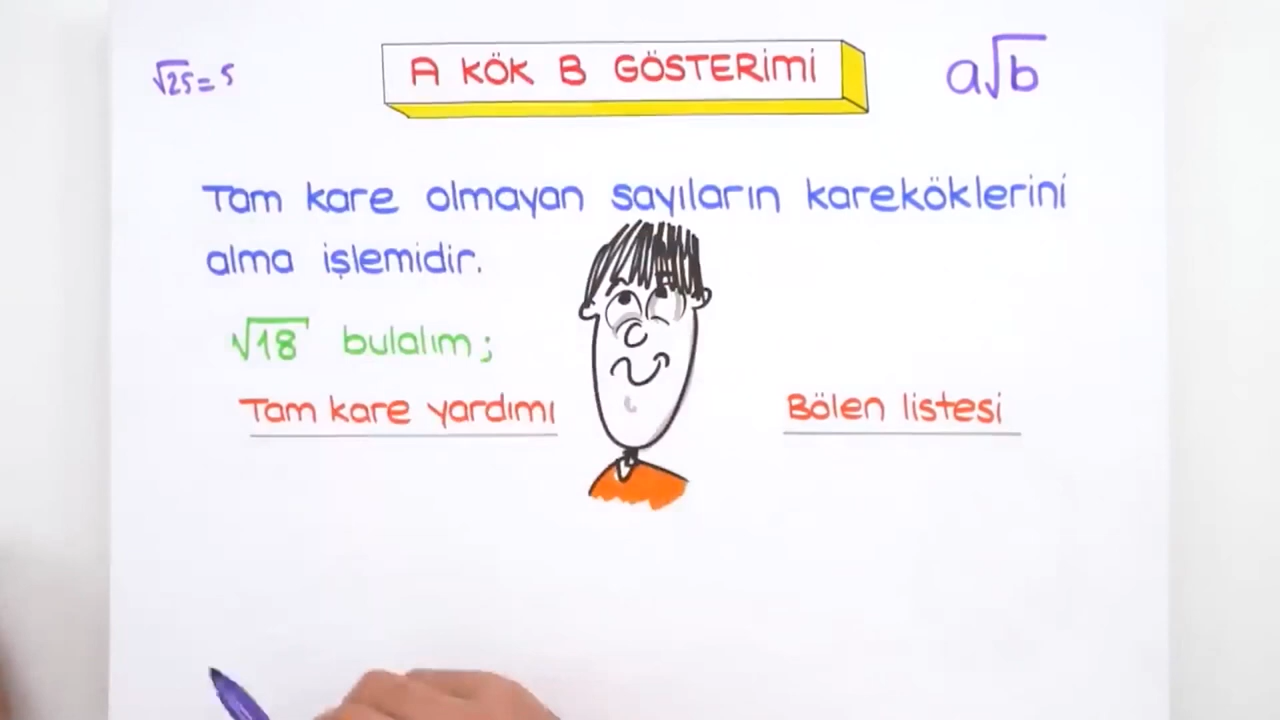 √25 = 5
A KÖK B GÖSTERİMİ
a√b
Tam kare olmayan sayıların kareköklerini
alma işlemidir.
√18 bulalım;
Tam kare yardımı
Bölen listesi